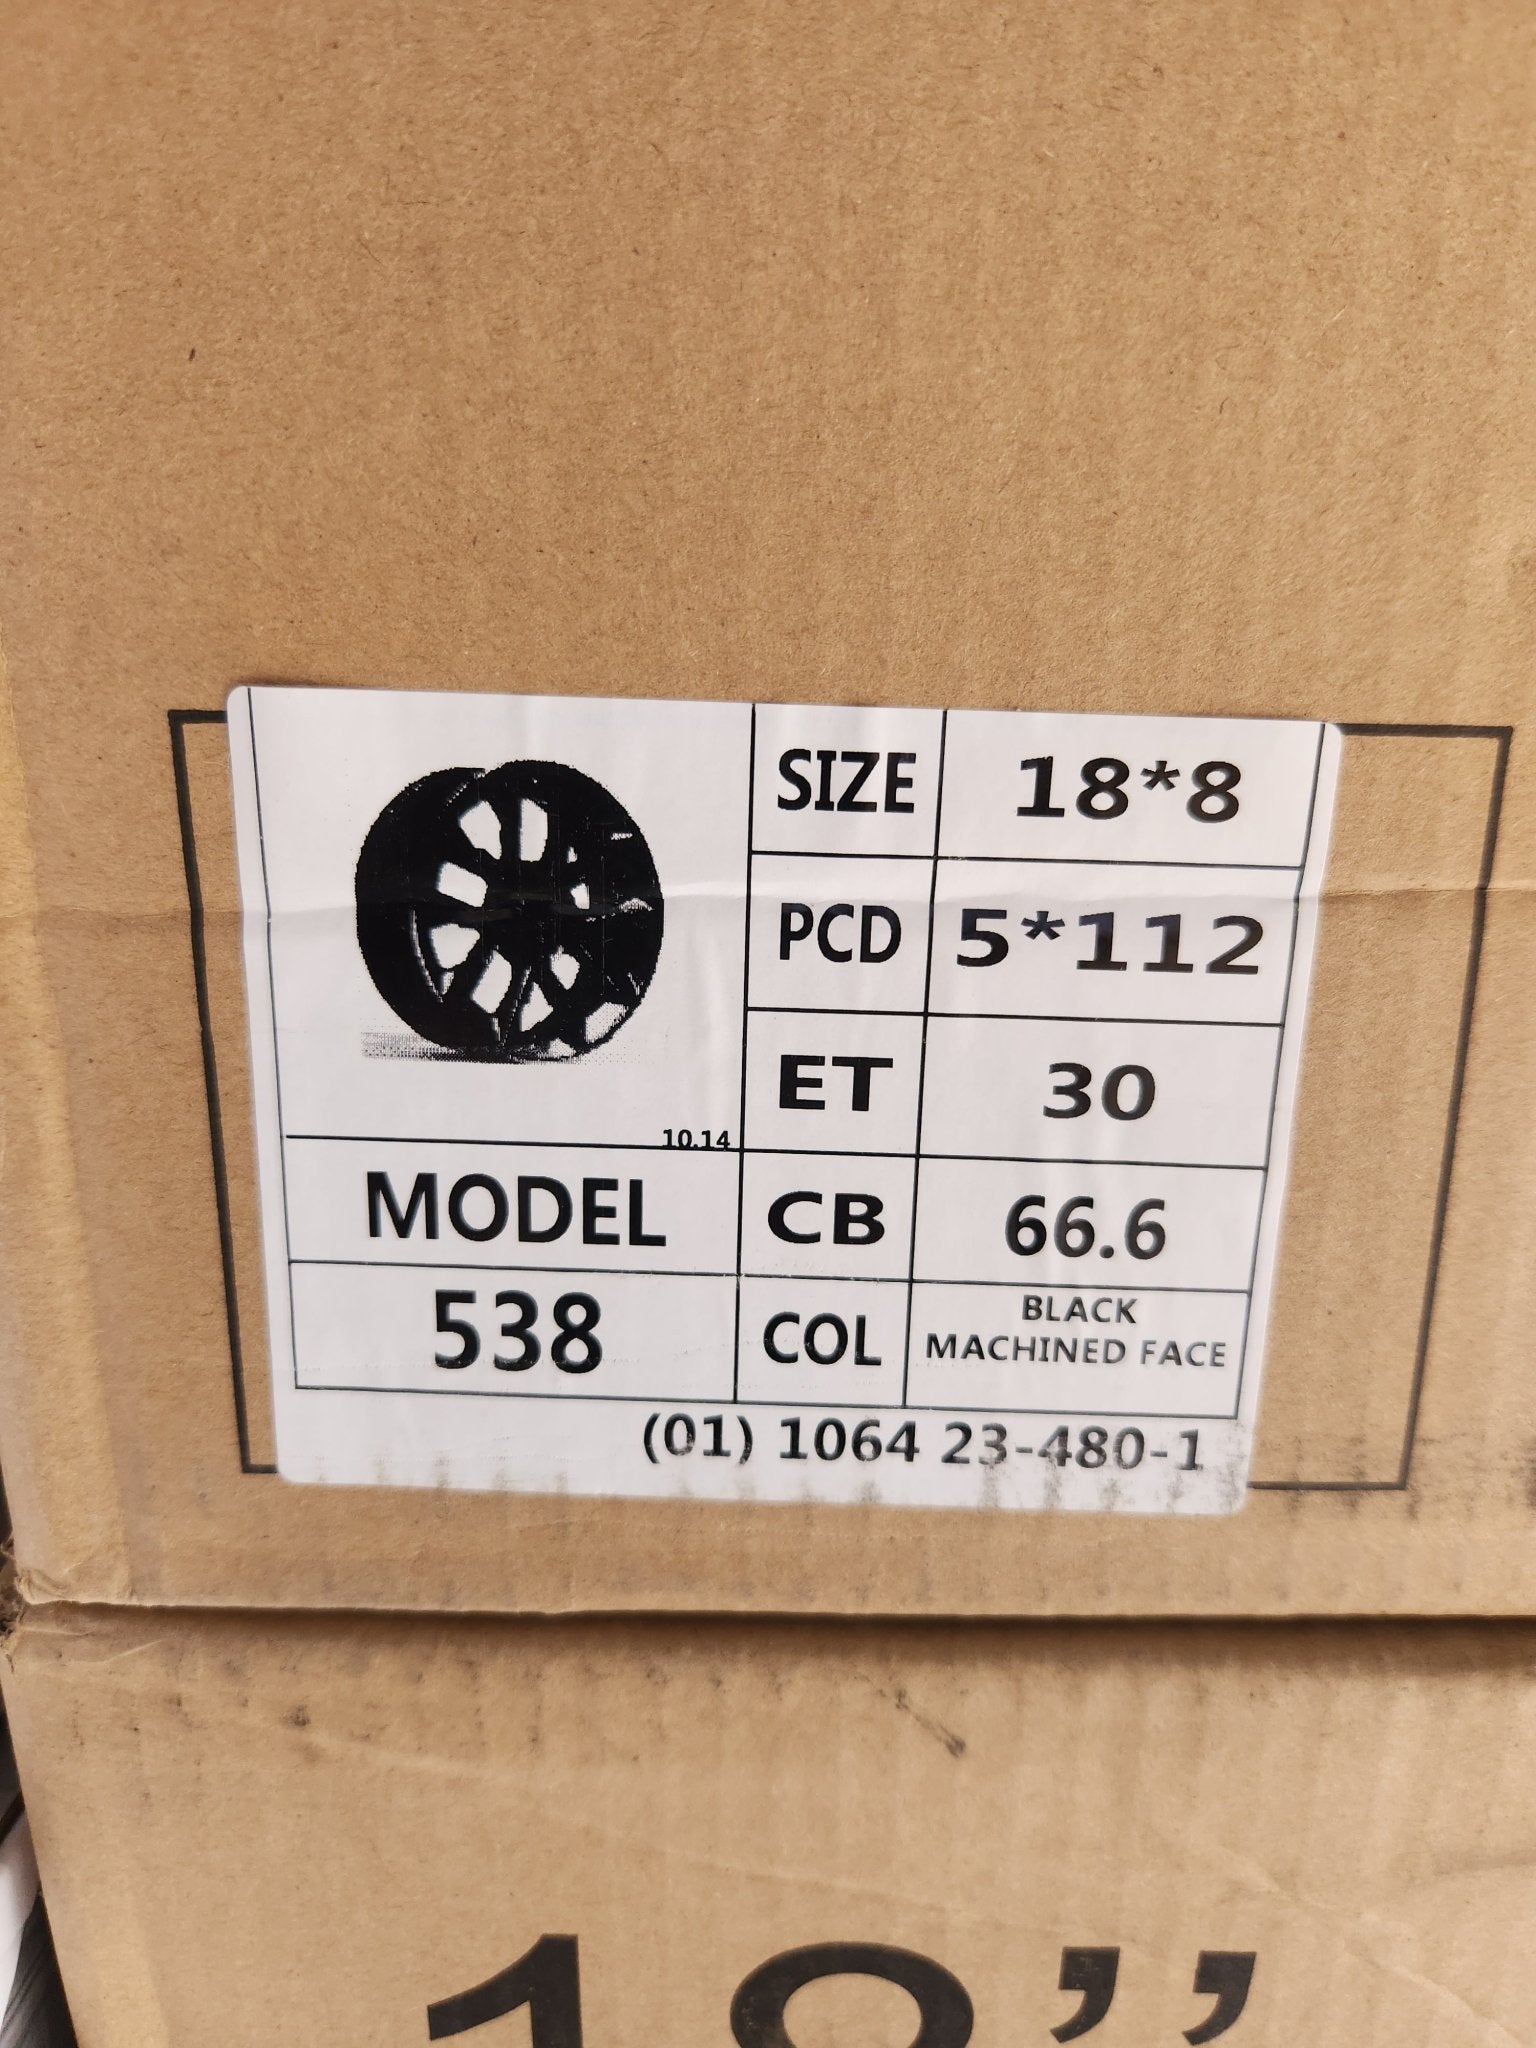 SIZE 18*8
PCD 5*112
ET 30
10.14
MODEL CB 66.6
538 COL BLACK
MACHINED FACE
(01) 1064 23-480-1
18”